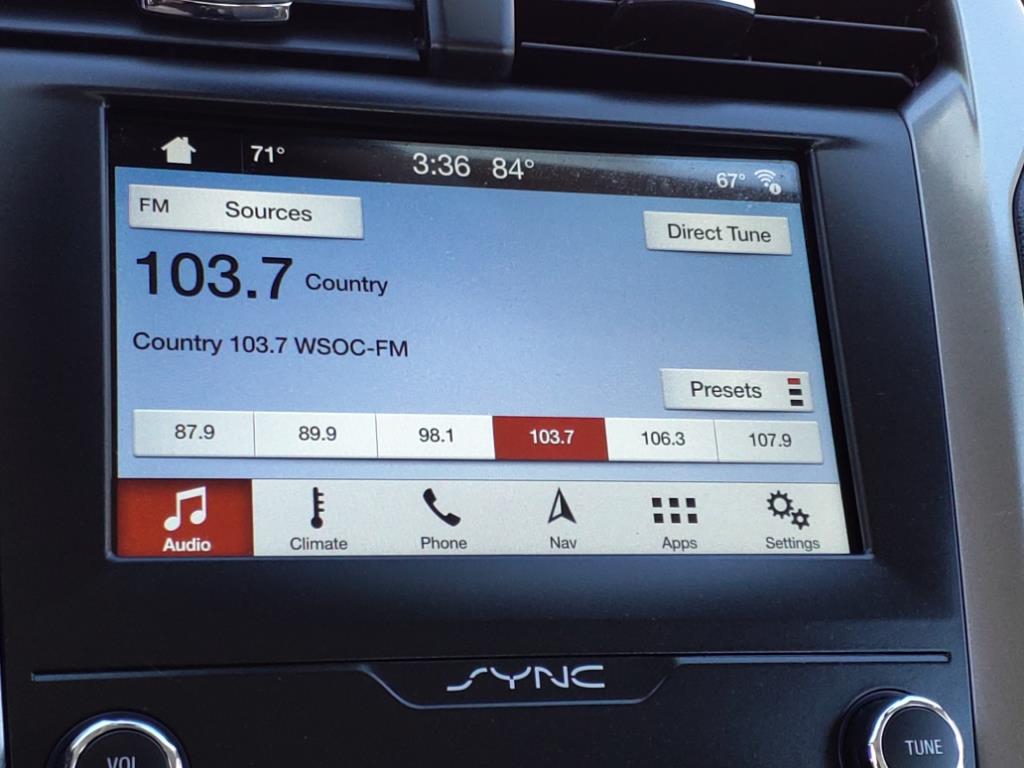 71° 3:36 84° 67°
FM Sources
Direct Tune
103.7 Country
Country 103.7 WSOC-FM
Presets
87.9 89.9 98.1 103.7 106.3 107.9
Audio Climate Phone Nav Apps Settings
SYNC
VOL
TUNE